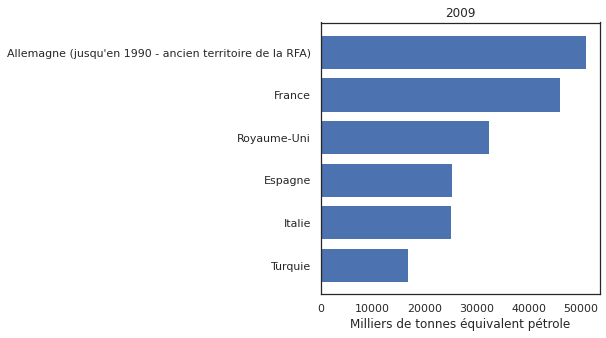 2009
Allemagne (jusqu'en 1990 - ancien territoire de la RFA)
France
Royaume-Uni
Espagne
Italie
Turquie
0 10000 20000 30000 40000 50000
Milliers de tonnes équivalent pétrole